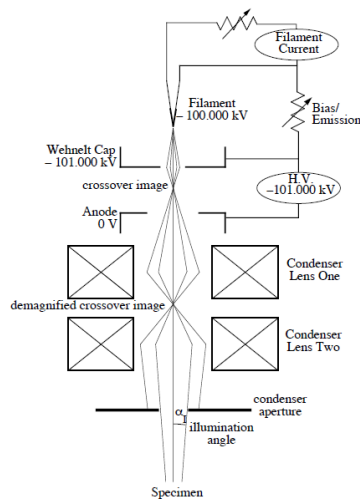 Filament
Current
Filament
– 100.000 kV
Bias/
Emission
Wehnelt Cap
– 101.000 kV
crossover image
H.V.
–101.000 kV
Anode
0 V
Condenser
Lens One
demagnified crossover image
Condenser
Lens Two
condenser
aperture
α
I
illumination
angle
Specimen